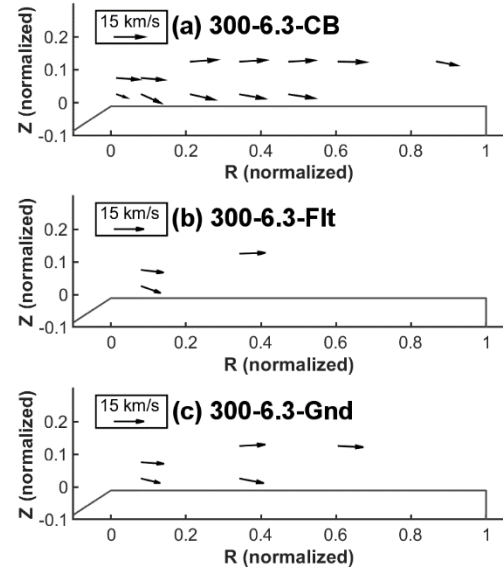 15 km/s
(a) 300-6.3-CB
Z (normalized)
0.2
0.1
0
-0.1
0 0.2 0.4 0.6 0.8 1
R (normalized)
15 km/s
(b) 300-6.3-Flt
Z (normalized)
0.2
0.1
0
-0.1
0 0.2 0.4 0.6 0.8 1
R (normalized)
15 km/s
(c) 300-6.3-Gnd
Z (normalized)
0.2
0.1
0
-0.1
0 0.2 0.4 0.6 0.8 1
R (normalized)